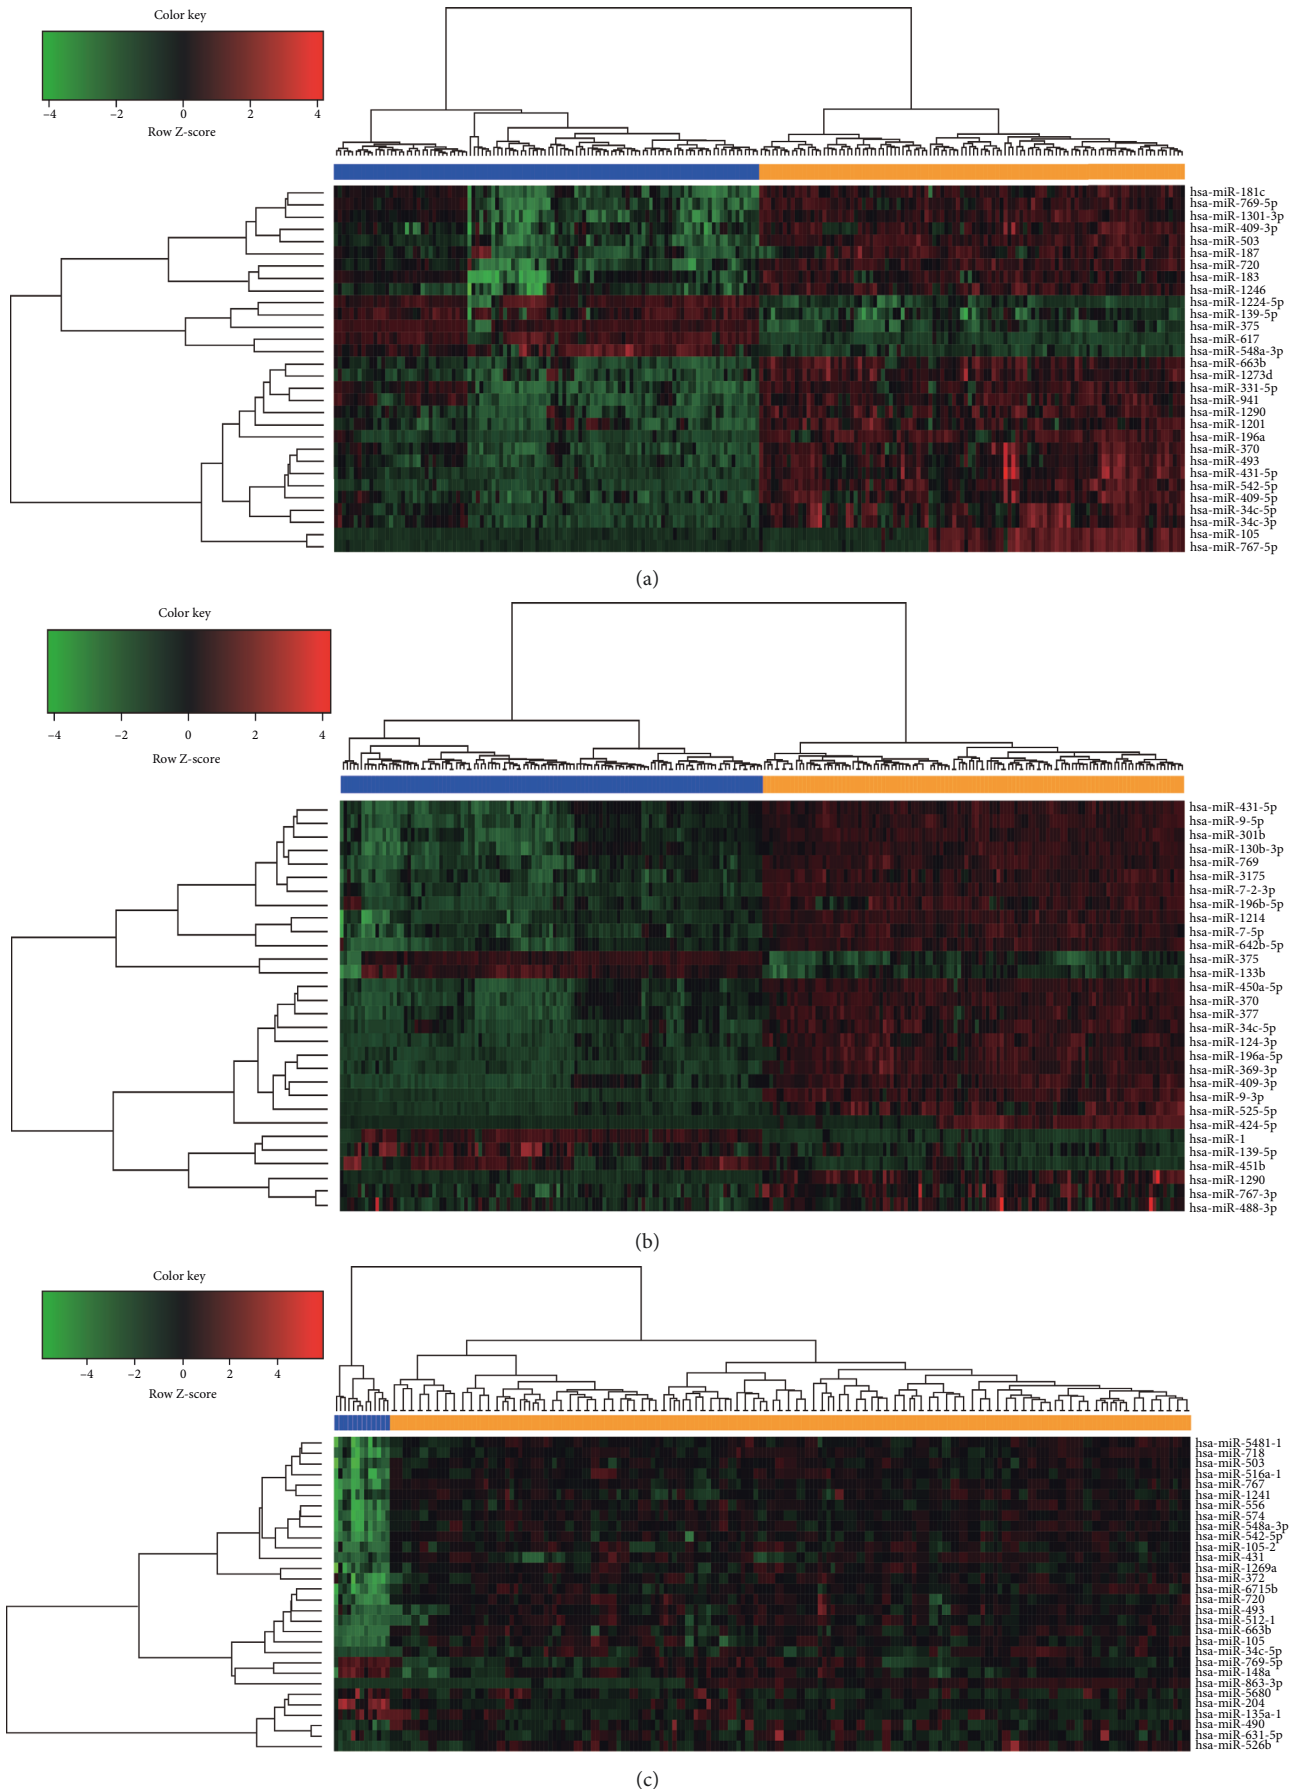 Color key
−4 −2 0 2 4
Row Z-score
hsa-miR-181c
hsa-miR-769-5p
hsa-miR-1301-3p
hsa-miR-409-3p
hsa-miR-503
hsa-miR-187
hsa-miR-720
hsa-miR-183
hsa-miR-1246
hsa-miR-1224-5p
hsa-miR-139-5p
hsa-miR-375
hsa-miR-617
hsa-miR-548a-3p
hsa-miR-663b
hsa-miR-1273d
hsa-miR-331-5p
hsa-miR-941
hsa-miR-1290
hsa-miR-1201
hsa-miR-196a
hsa-miR-370
hsa-miR-493
hsa-miR-431-5p
hsa-miR-542-5p
hsa-miR-409-5p
hsa-miR-34c-5p
hsa-miR-34c-3p
hsa-miR-105
hsa-miR-767-5p
(a)
Color key
−4 −2 0 2 4
Row Z-score
hsa-miR-431-5p
hsa-miR-9-5p
hsa-miR-301b
hsa-miR-130b-3p
hsa-miR-769
hsa-miR-3175
hsa-miR-7-2-3p
hsa-miR-196b-5p
hsa-miR-1214
hsa-miR-7-5p
hsa-miR-642b-5p
hsa-miR-375
hsa-miR-133b
hsa-miR-450a-5p
hsa-miR-370
hsa-miR-377
hsa-miR-34c-5p
hsa-miR-124-3p
hsa-miR-196a-5p
hsa-miR-369-3p
hsa-miR-409-3p
hsa-miR-9-3p
hsa-miR-525-5p
hsa-miR-424-5p
hsa-miR-1
hsa-miR-139-5p
hsa-miR-451b
hsa-miR-1290
hsa-miR-767-3p
hsa-miR-488-3p
(b)
Color key
−4 −2 0 2 4
Row Z-score
hsa-miR-5481-1
hsa-miR-718
hsa-miR-503
hsa-miR-516a-1
hsa-miR-767
hsa-miR-1241
hsa-miR-556
hsa-miR-574
hsa-miR-548a-3p
hsa-miR-542-5p
hsa-miR-105-2
hsa-miR-431
hsa-miR-1269a
hsa-miR-372
hsa-miR-6715b
hsa-miR-720
hsa-miR-493
hsa-miR-512-1
hsa-miR-663b
hsa-miR-105
hsa-miR-34c-5p
hsa-miR-769-5p
hsa-miR-148a
hsa-miR-863-3p
hsa-miR-5680
hsa-miR-204
hsa-miR-135a-1
hsa-miR-490
hsa-miR-631-5p
hsa-miR-526b
(c)